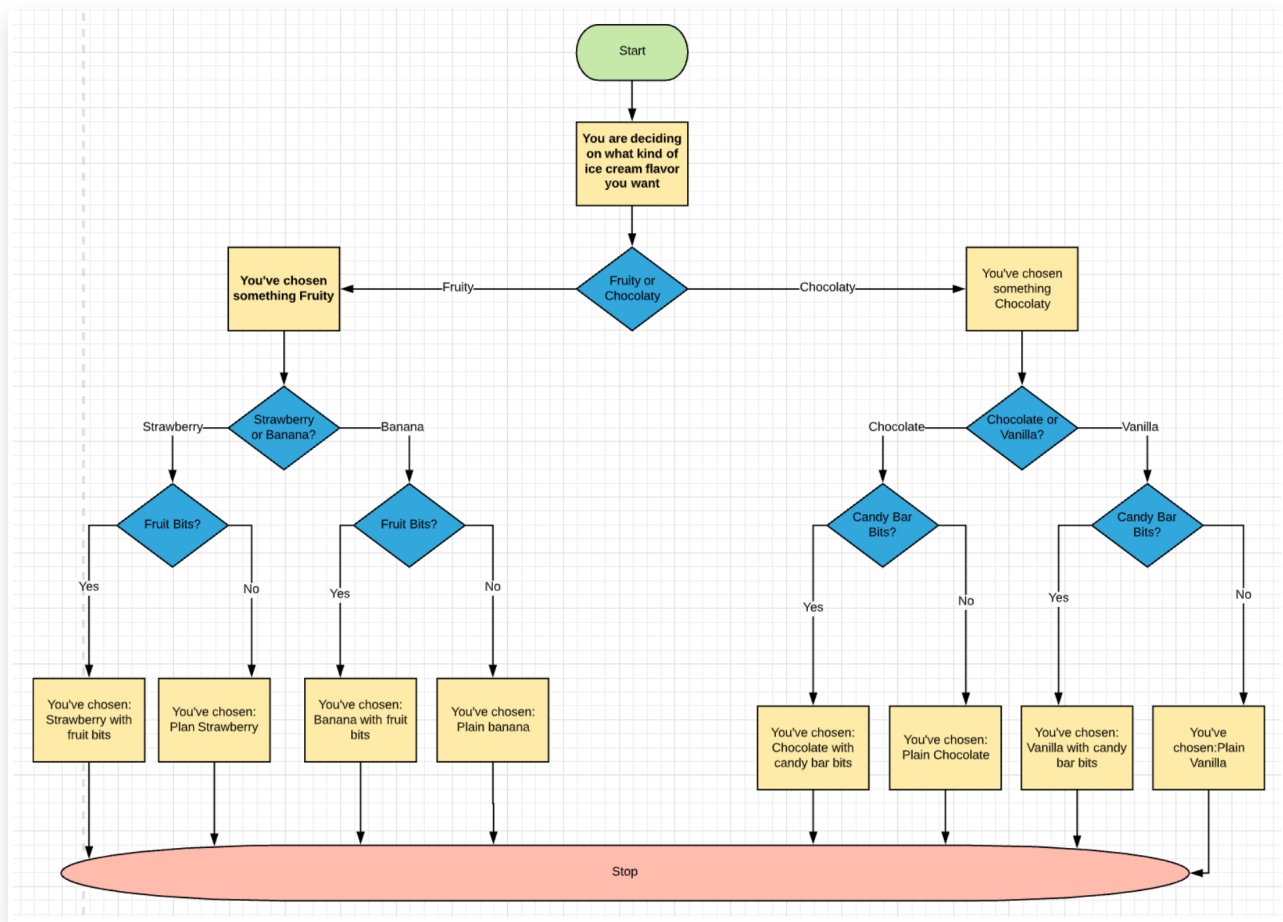 Start
You are deciding
on what kind of
ice cream flavor
you want
Fruity or
Chocolaty
Fruity
Chocolaty
You've chosen
something Fruity
You've chosen
something
Chocolaty
Strawberry
or Banana?
Strawberry
Banana
Chocolate or
Vanilla?
Chocolate
Vanilla
Fruit Bits?
Fruit Bits?
Candy Bar
Bits?
Candy Bar
Bits?
Yes
No
Yes
No
Yes
No
Yes
No
You've chosen:
Strawberry with
fruit bits
You've chosen:
Plan Strawberry
You've chosen:
Banana with fruit
bits
You've chosen:
Plain banana
You've chosen:
Chocolate with
candy bar bits
You've chosen:
Plain Chocolate
You've chosen:
Vanilla with candy
bar bits
You've
chosen:Plain
Vanilla
Stop